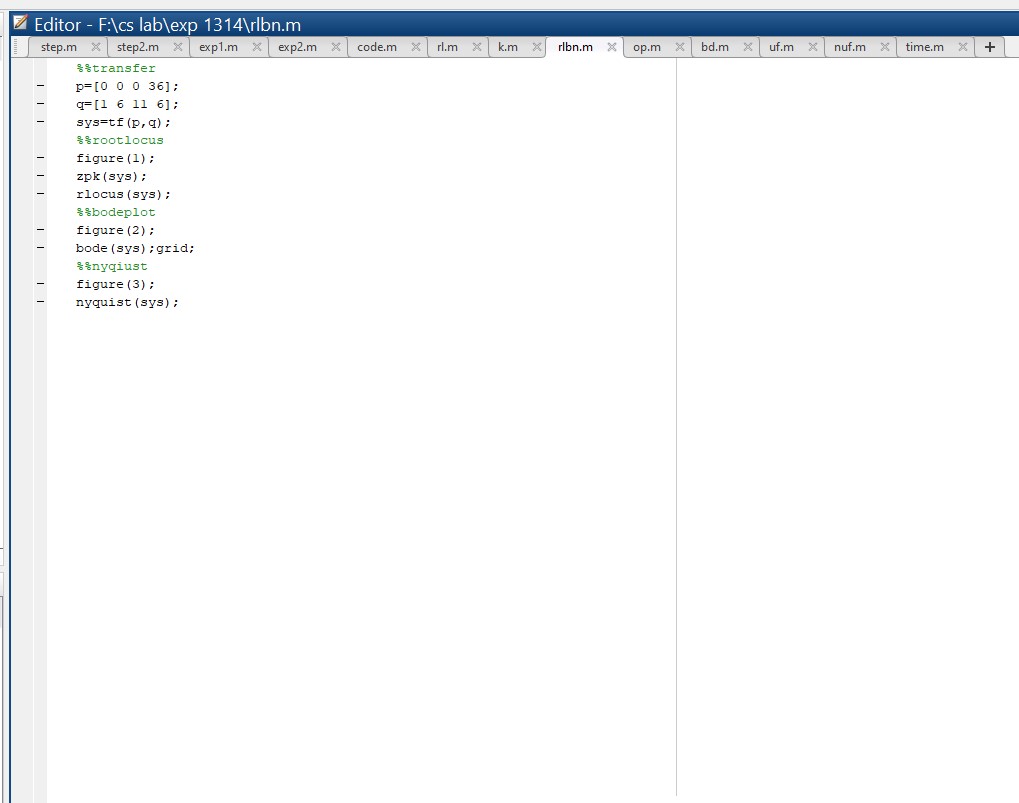 Editor - F:\cs lab\exp 1314\rlbn.m
step.m step2.m exp1.m exp2.m code.m rl.m k.m rlbn.m op.m bd.m uf.m nuf.m time.m +
%%transfer
p=[0 0 0 36];
q=[1 6 11 6];
sys=tf(p,q);
%%rootlocus
figure(1);
zpk(sys);
rlocus(sys);
%%bodeplot
figure(2);
bode(sys);grid;
%%nyqiust
figure(3);
nyquist(sys);